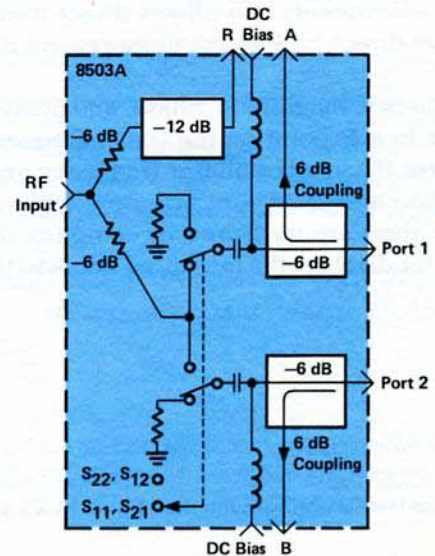 DC
R Bias A
8503A
−6 dB
−12 dB
RF
Input
−6 dB
6 dB
Coupling
−6 dB
Port 1
−6 dB
Port 2
6 dB
Coupling
S22, S12
S11, S21
DC Bias B